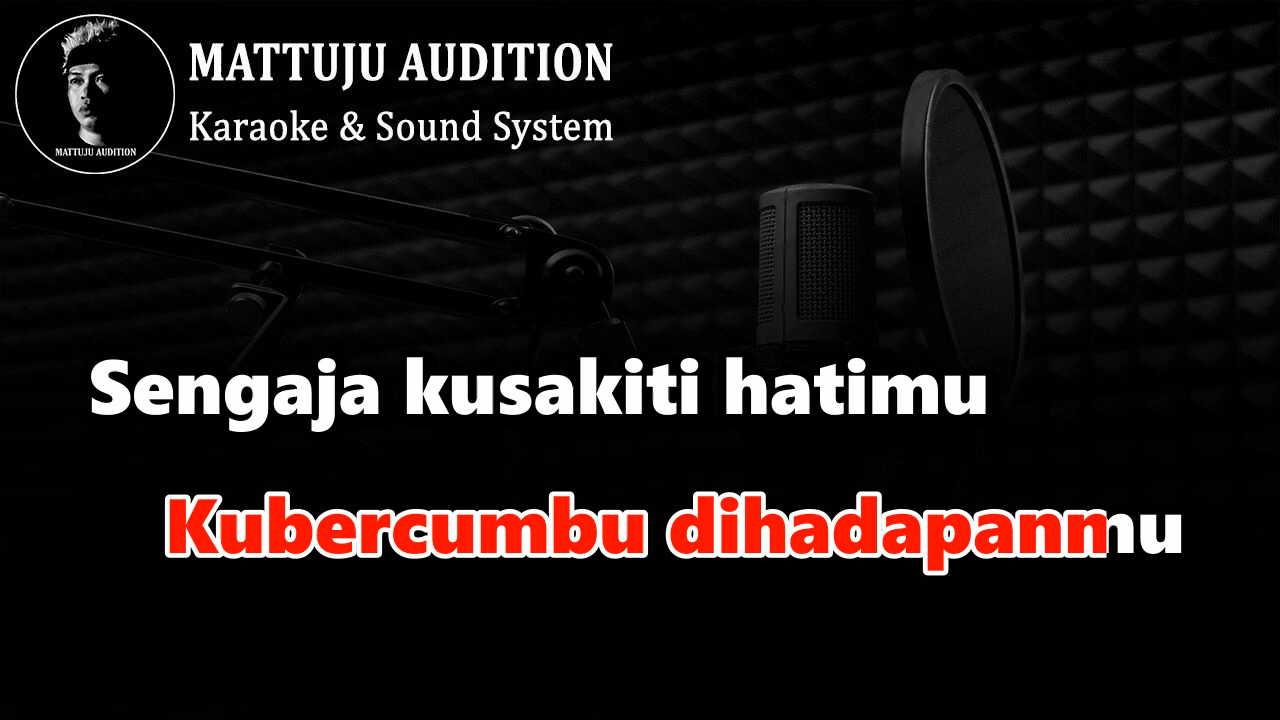 MATTUJU AUDITION
Karaoke & Sound System
MATTUJU AUDITION
Sengaja kusakiti hatimu
Kubercumbu dihadapanmu